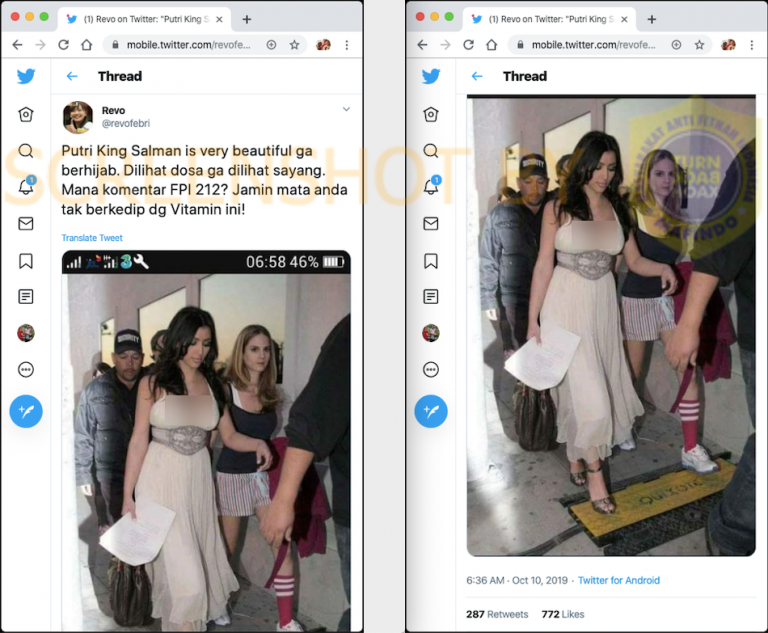 (1) Revo on Twitter: "Putri King S
mobile.twitter.com/revofe...
Thread
Revo
@revofebri
Putri King Salman is very beautiful ga
berhijab. Dilihat dosa ga dilihat sayang.
Mana komentar FPI 212? Jamin mata anda
tak berkedip dg Vitamin ini!
Translate Tweet
06:58 46%
SECURITY
1
(1) Revo on Twitter: "Putri King S
mobile.twitter.com/revofe...
Thread
1
SCREENSHOT BY
MASYARAKAT ANTI FITNAH INDONESIA
TURN
HOAX
MAFINDO
6:36 AM · Oct 10, 2019 · Twitter for Android
287 Retweets 772 Likes